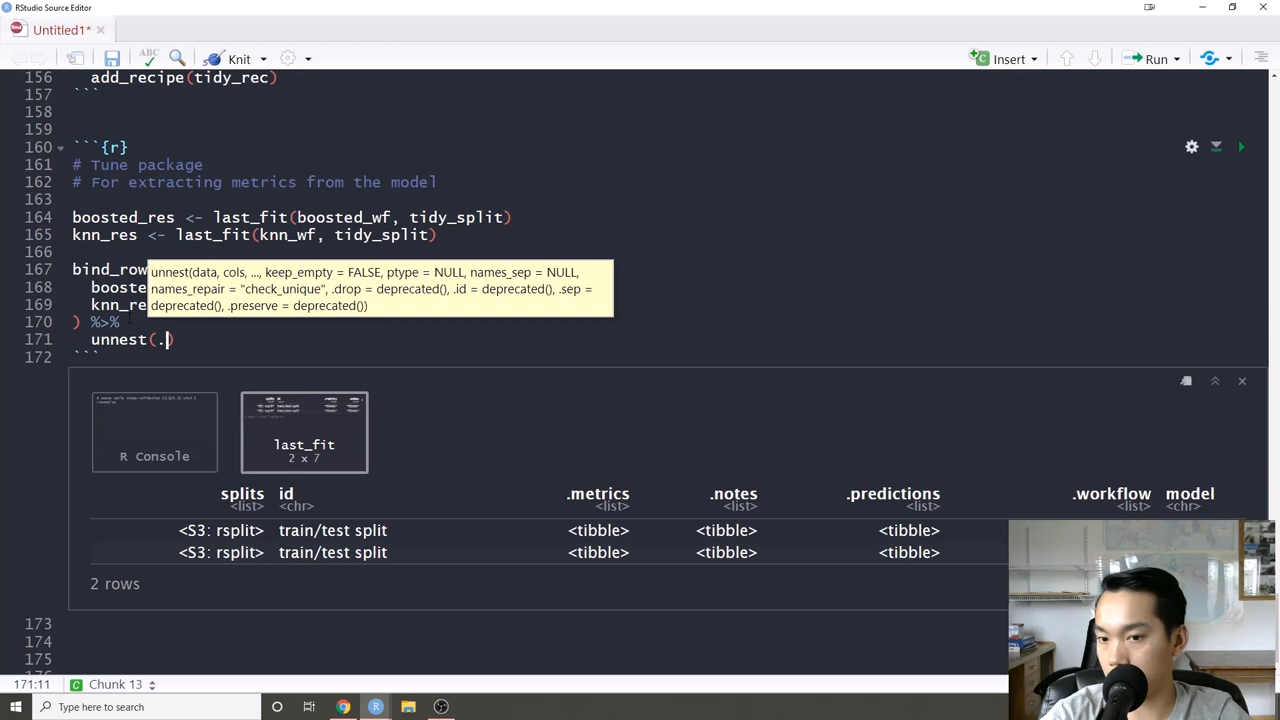 RStudio Source Editor
Untitled1*
ABC
Knit
Insert
Run
156 add_recipe(tidy_rec)
157 ```
158
159
160 ```{r}
161 # Tune package
162 # For extracting metrics from the model
163
164 boosted_res <- last_fit(boosted_wf, tidy_split)
165 knn_res <- last_fit(knn_wf, tidy_split)
166
167 bind_row
unnest(data, cols, ..., keep_empty = FALSE, ptype = NULL, names_sep = NULL,
168 booste
names_repair = "check_unique", .drop = deprecated(), .id = deprecated(), .sep =
169 knn_re
deprecated(), .preserve = deprecated())
170 ) %>%
171 unnest(.)
172 ```
R Console
last_fit
2 x 7
splits id .metrics .notes .predictions .workflow model
<list> <chr> <list> <list> <list> <list> <chr>
<S3: rsplit> train/test split <tibble> <tibble> <tibble>
<S3: rsplit> train/test split <tibble> <tibble> <tibble>
2 rows
173
174
175
171:11 Chunk 13
Type here to search